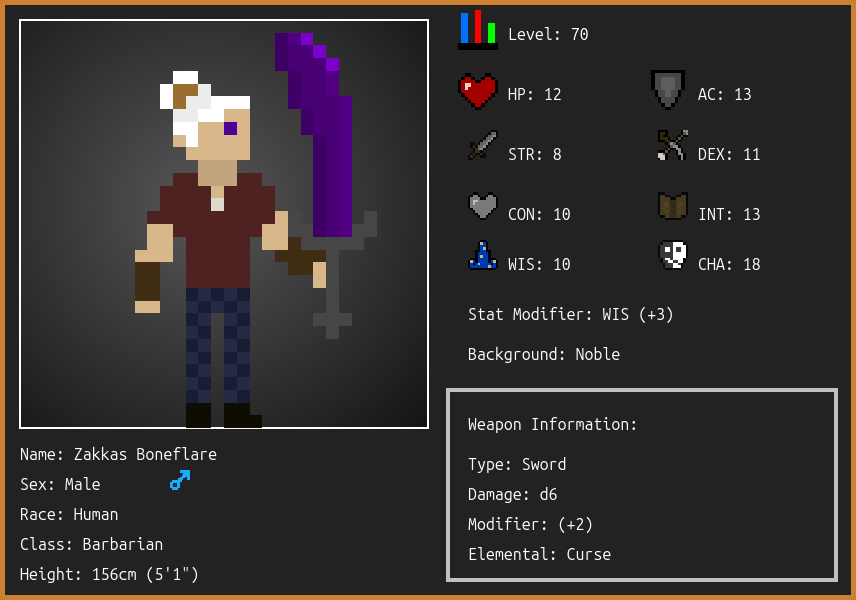 Level: 70
HP: 12
AC: 13
STR: 8
DEX: 11
CON: 10
INT: 13
WIS: 10
CHA: 18
Stat Modifier: WIS (+3)
Background: Noble
Weapon Information:
Type: Sword
Damage: d6
Modifier: (+2)
Elemental: Curse
Name: Zakkas Boneflare
Sex: Male
Race: Human
Class: Barbarian
Height: 156cm (5'1")